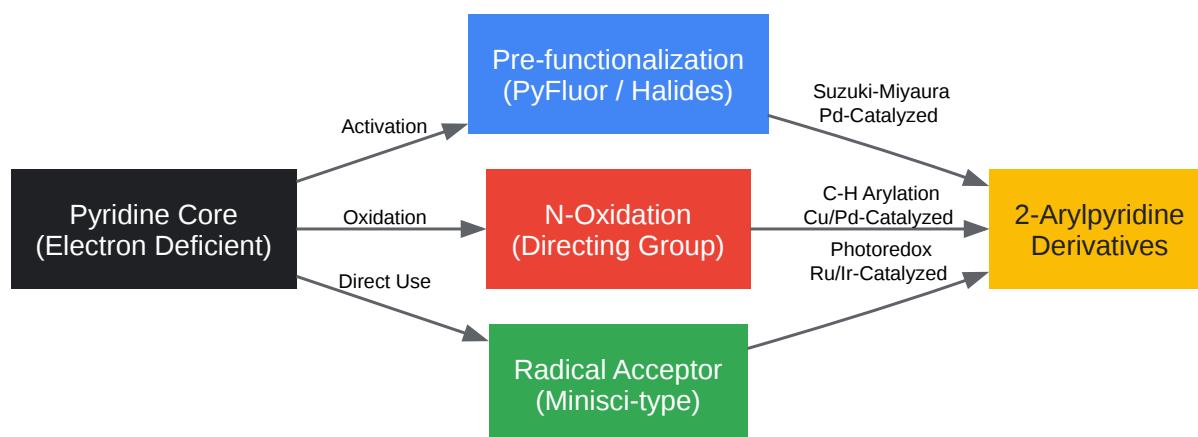 Pre-functionalization
(PyFluor / Halides)
Suzuki-Miyaura
Pd-Catalyzed
Activation
Pyridine Core
(Electron Deficient)
Oxidation
N-Oxidation
(Directing Group)
C-H Arylation
Cu/Pd-Catalyzed
2-Arylpyridine
Derivatives
Direct Use
Photoredox
Ru/Ir-Catalyzed
Radical Acceptor
(Minisci-type)